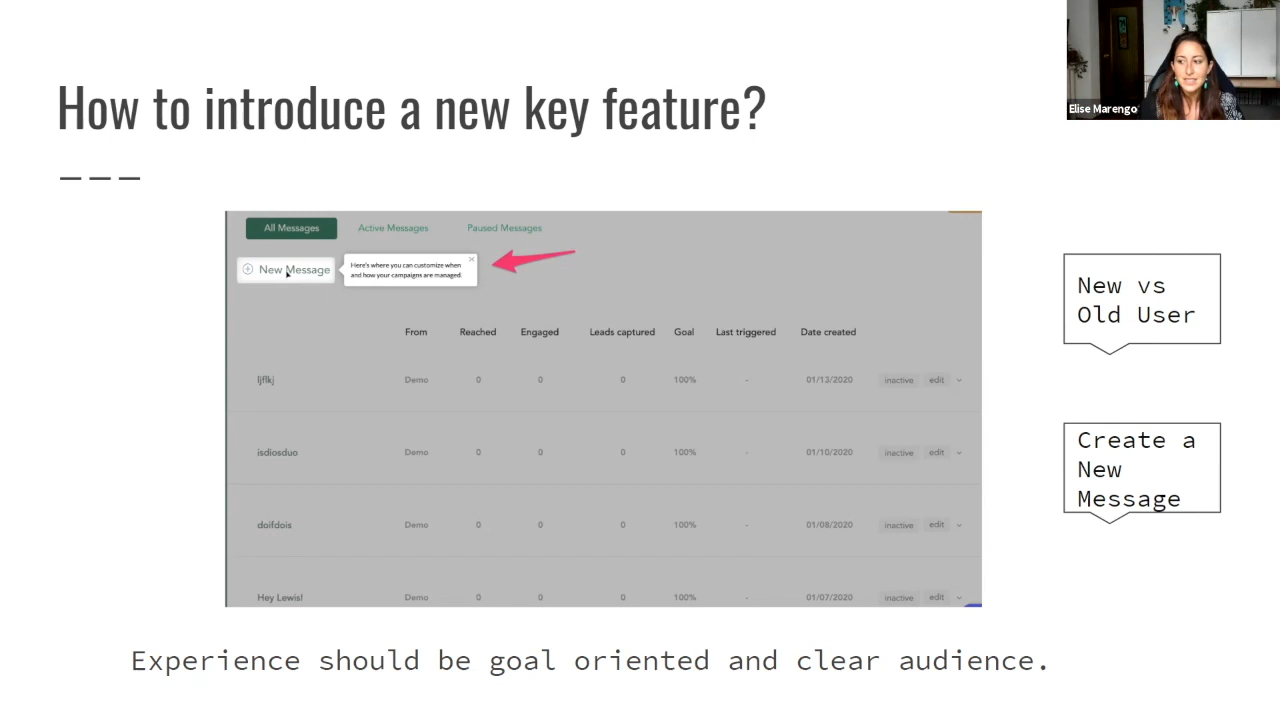 How to introduce a new key feature?
Elise Marengo
All Messages Active Messages Paused Messages
New Message
Here's where you can customize when
and how your campaigns are managed.
From Reached Engaged Leads captured Goal Last triggered Date created
ljflkj Demo 0 0 0 100% - 01/13/2020 inactive edit
isdiosduo Demo 0 0 0 100% - 01/10/2020 inactive edit
doifdois Demo 0 0 0 100% - 01/08/2020 inactive edit
Hey Lewis! Demo 0 0 0 100% - 01/07/2020 inactive edit
New vs
Old User
Create a
New
Message
Experience should be goal oriented and clear audience.